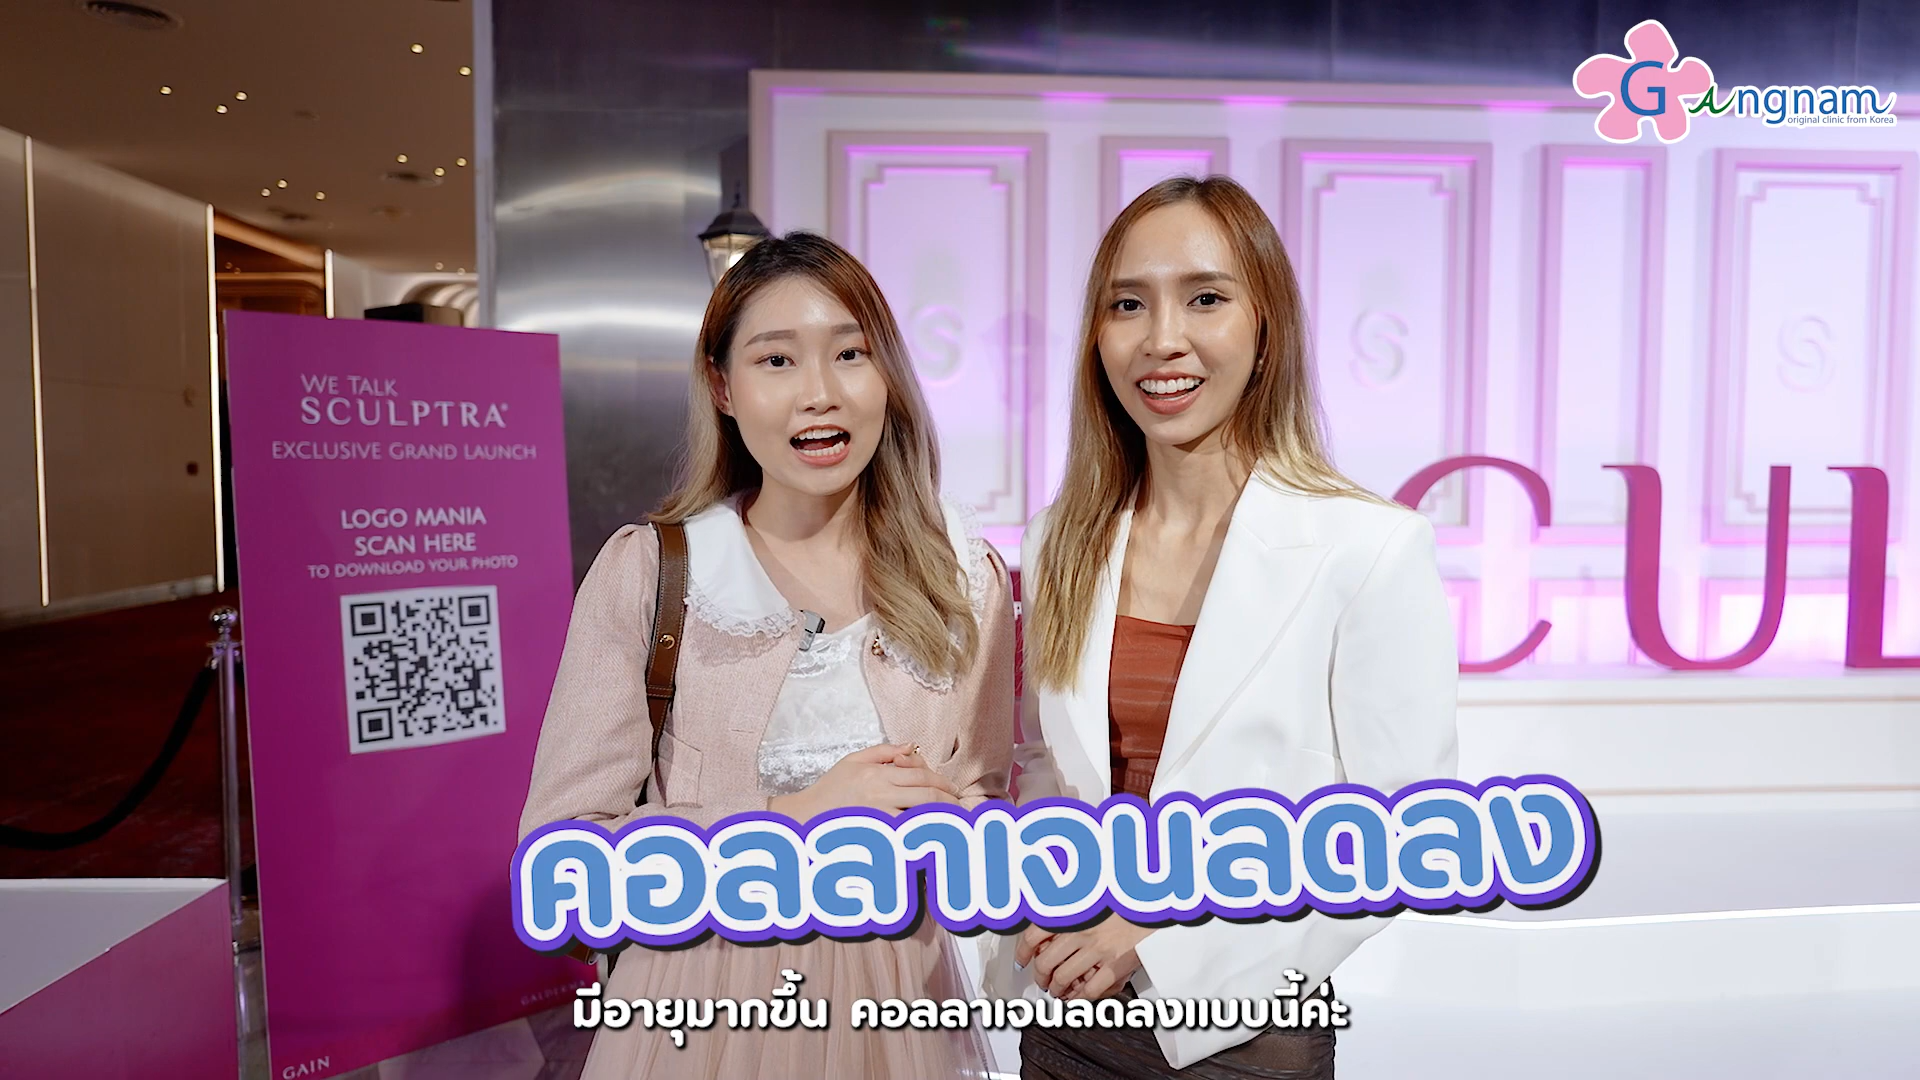 Gangnam
original clinic from Korea
WE TALK
SCULPTRA®
EXCLUSIVE GRAND LAUNCH
LOGO MANIA
SCAN HERE
TO DOWNLOAD YOUR PHOTO
CUL
คอลลาเจนลดลง
มีอายุมากขึ้น คอลลาเจนลดลงแบบนี้ค่ะ
GALDERMA
GAIN